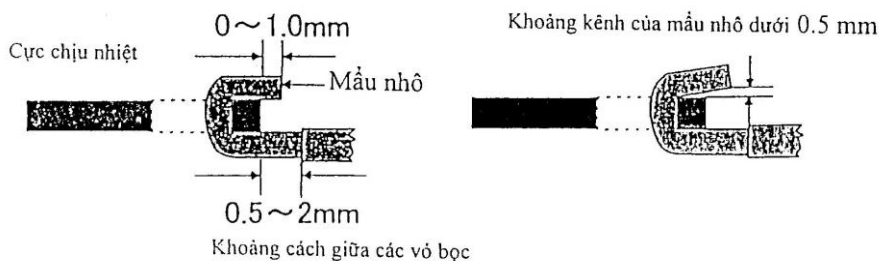 0～1.0mm
Khoảng kênh của mẩu nhô dưới 0.5 mm
Cực chịu nhiệt
Mẩu nhô
0.5～2mm
Khoảng cách giữa các vỏ bọc